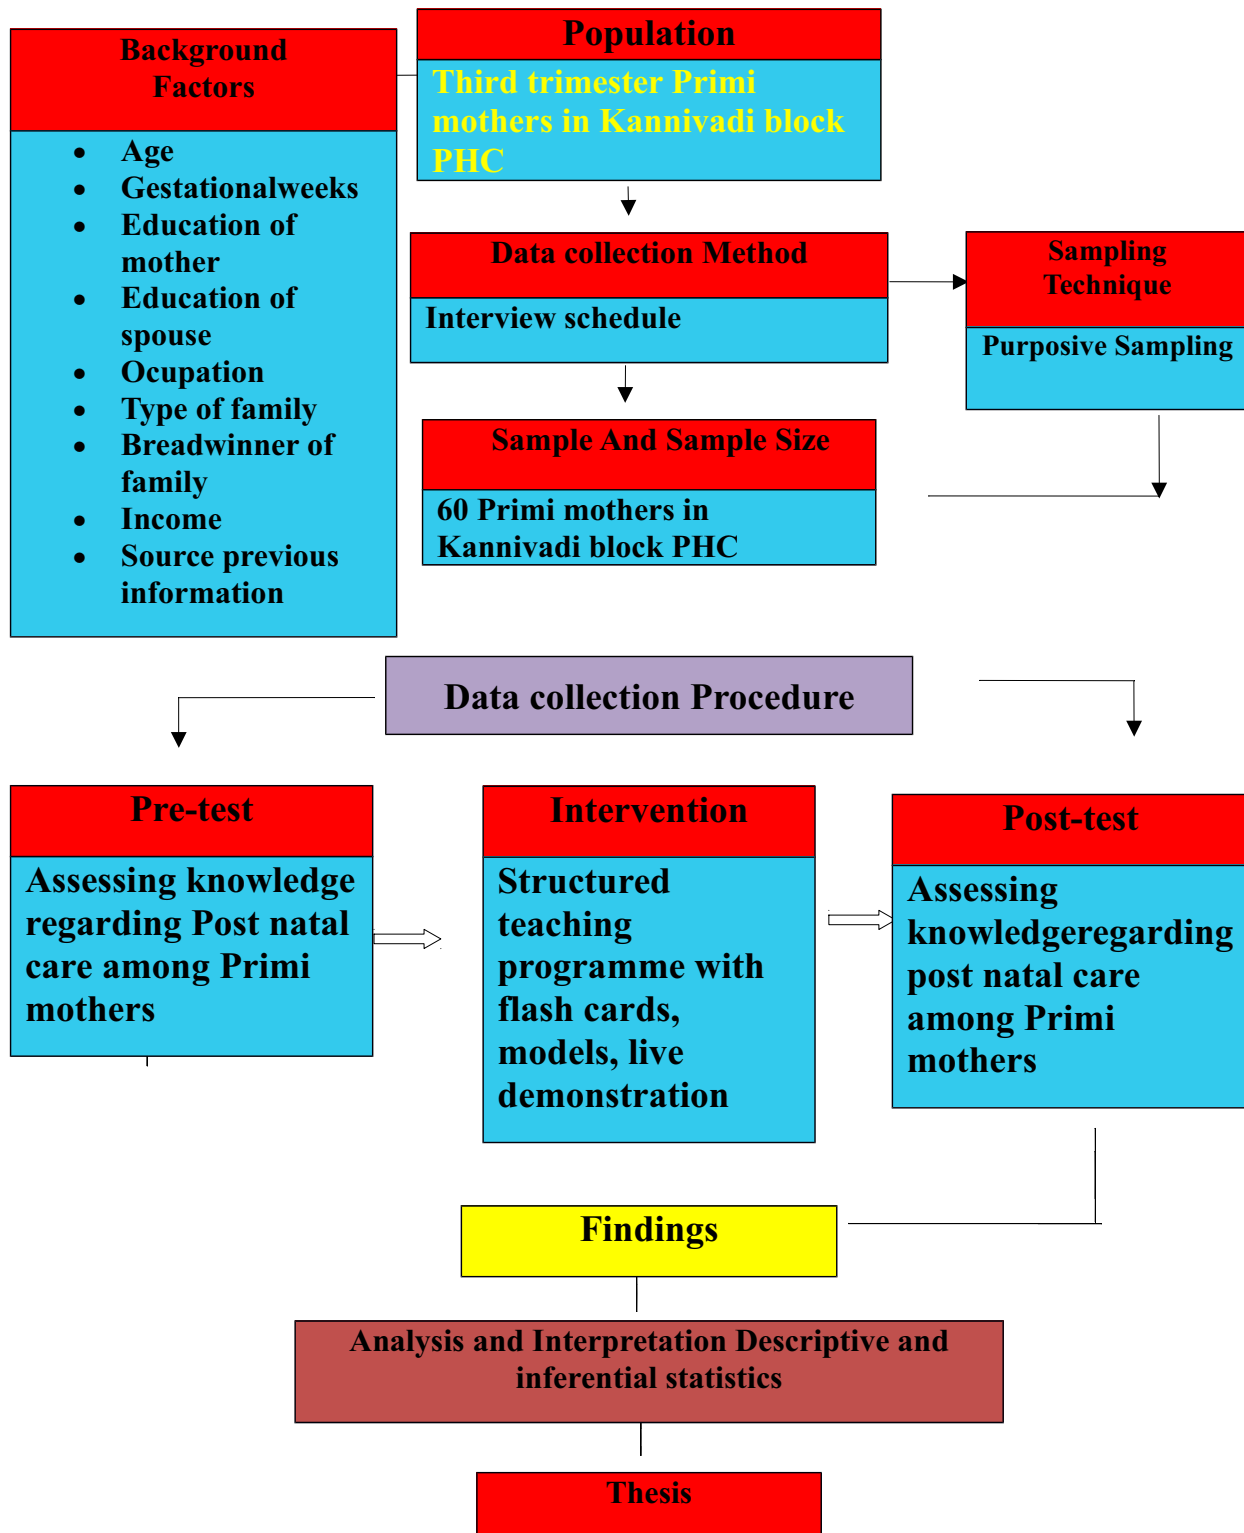 Background
Factors
• Age
• Gestationalweeks
• Education of
mother
• Education of
spouse
• Ocupation
• Type of family
• Breadwinner of
family
• Income
• Source previous
information
Population
Third trimester Primi
mothers in Kannivadi block
PHC
Data collection Method
Interview schedule
Sampling
Technique
Purposive Sampling
Sample And Sample Size
60 Primi mothers in
Kannivadi block PHC
Data collection Procedure
Pre-test
Assessing knowledge
regarding Post natal
care among Primi
mothers
Intervention
Structured
teaching
programme with
flash cards,
models, live
demonstration
Post-test
Assessing
knowledgeregarding
post natal care
among Primi
mothers
Findings
Analysis and Interpretation Descriptive and
inferential statistics
Thesis